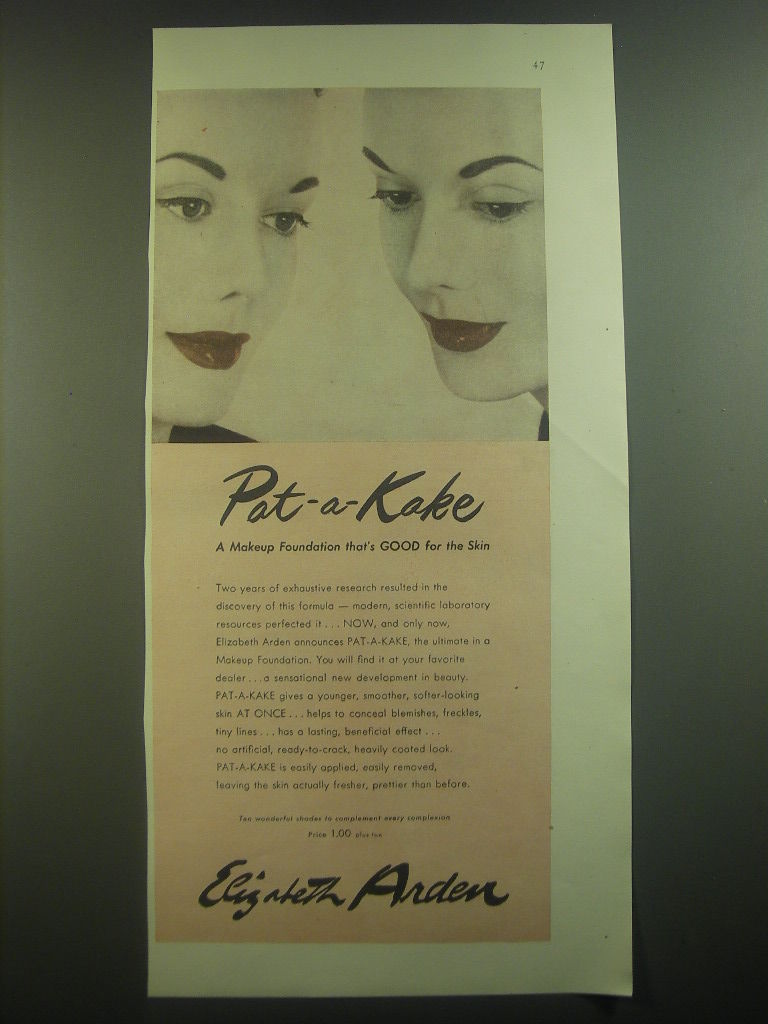 47
Pat-a-Kake
A Makeup Foundation that's GOOD for the Skin
Two years of exhaustive research resulted in the
discovery of this formula — modern, scientific laboratory
resources perfected it . . . NOW, and only now,
Elizabeth Arden announces PAT-A-KAKE, the ultimate in a
Makeup Foundation. You will find it at your favorite
dealer . . . a sensational new development in beauty.
PAT-A-KAKE gives a younger, smoother, softer-looking
skin AT ONCE . . . helps to conceal blemishes, freckles,
tiny lines . . . has a lasting, beneficial effect . . .
no artificial, ready-to-crack, heavily coated look.
PAT-A-KAKE is easily applied, easily removed,
leaving the skin actually fresher, prettier than before.
Ten wonderful shades to complement every complexion
Price 1.00 plus tax
Elizabeth Arden